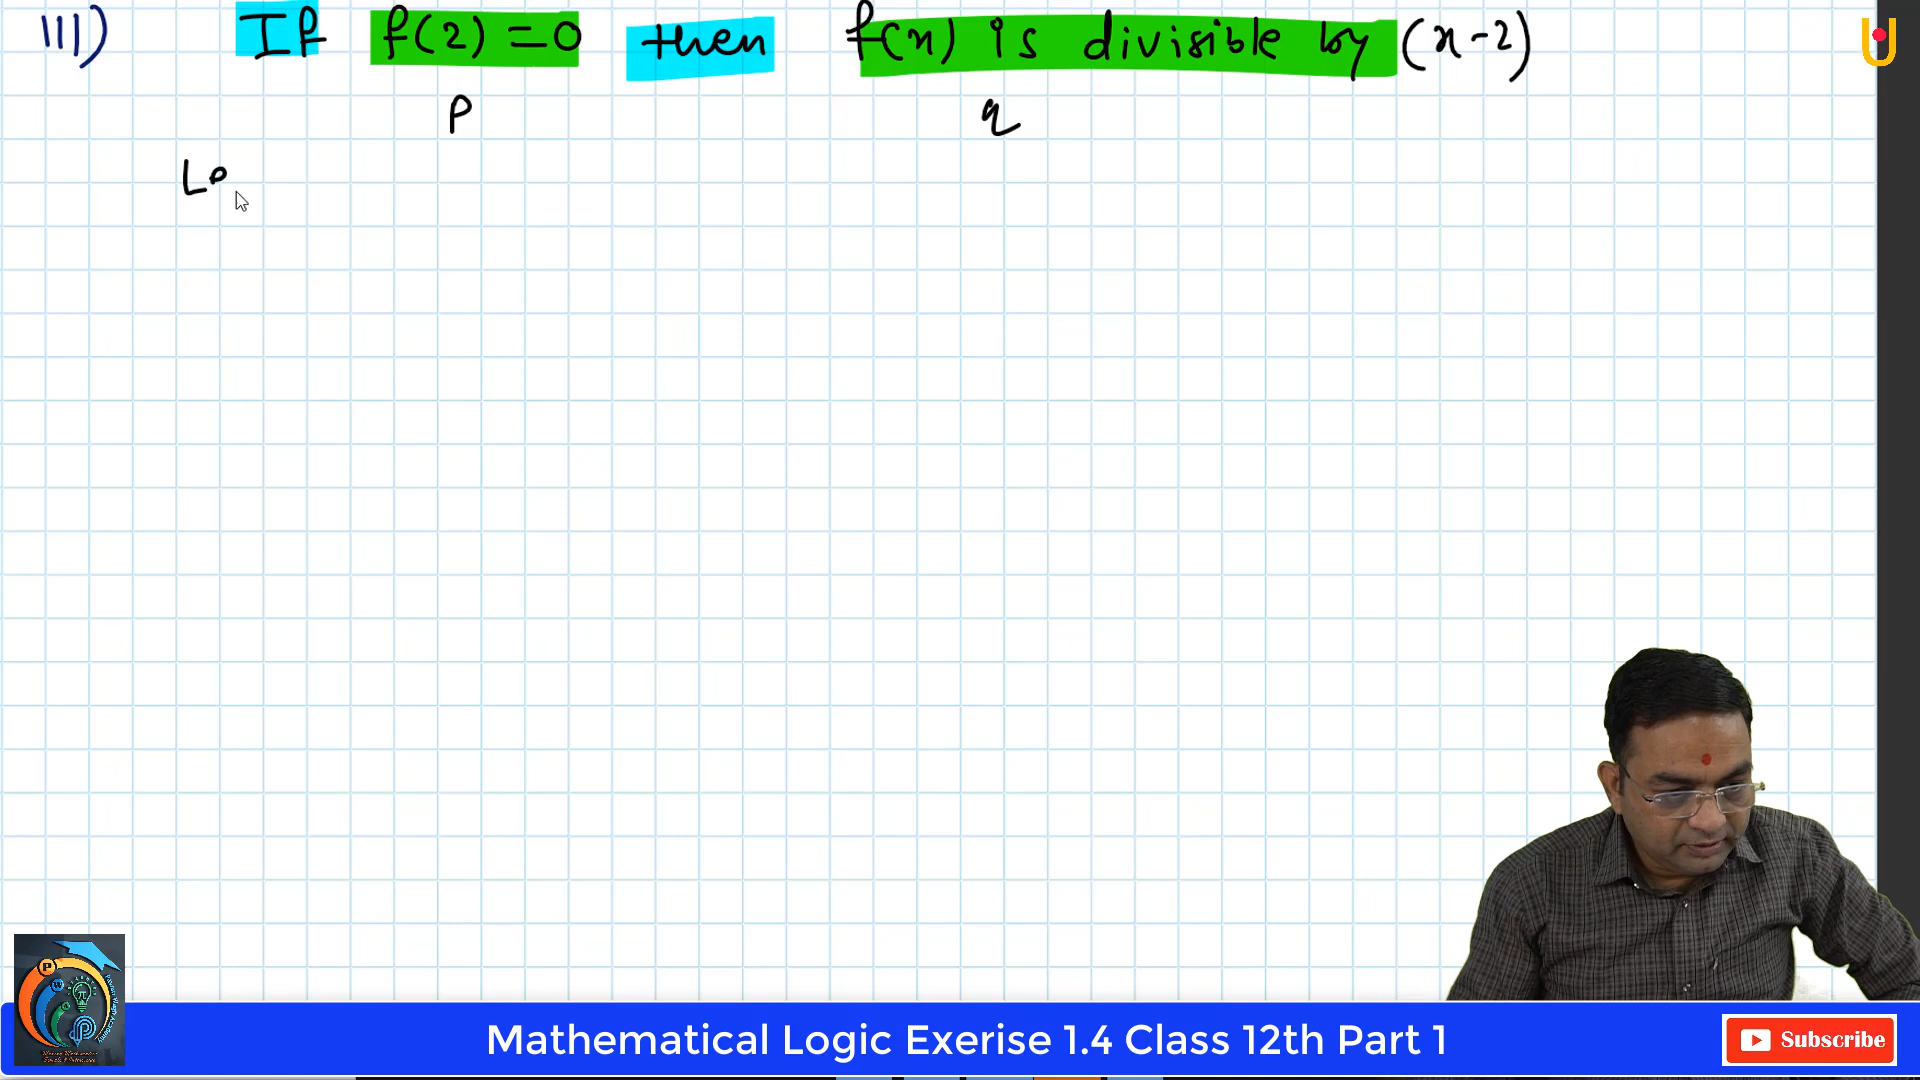 III) If f(2) = 0 then f(x) is divisible by (x-2)
p q
Le
Mathematical Logic Exerise 1.4 Class 12th Part 1
Subscribe